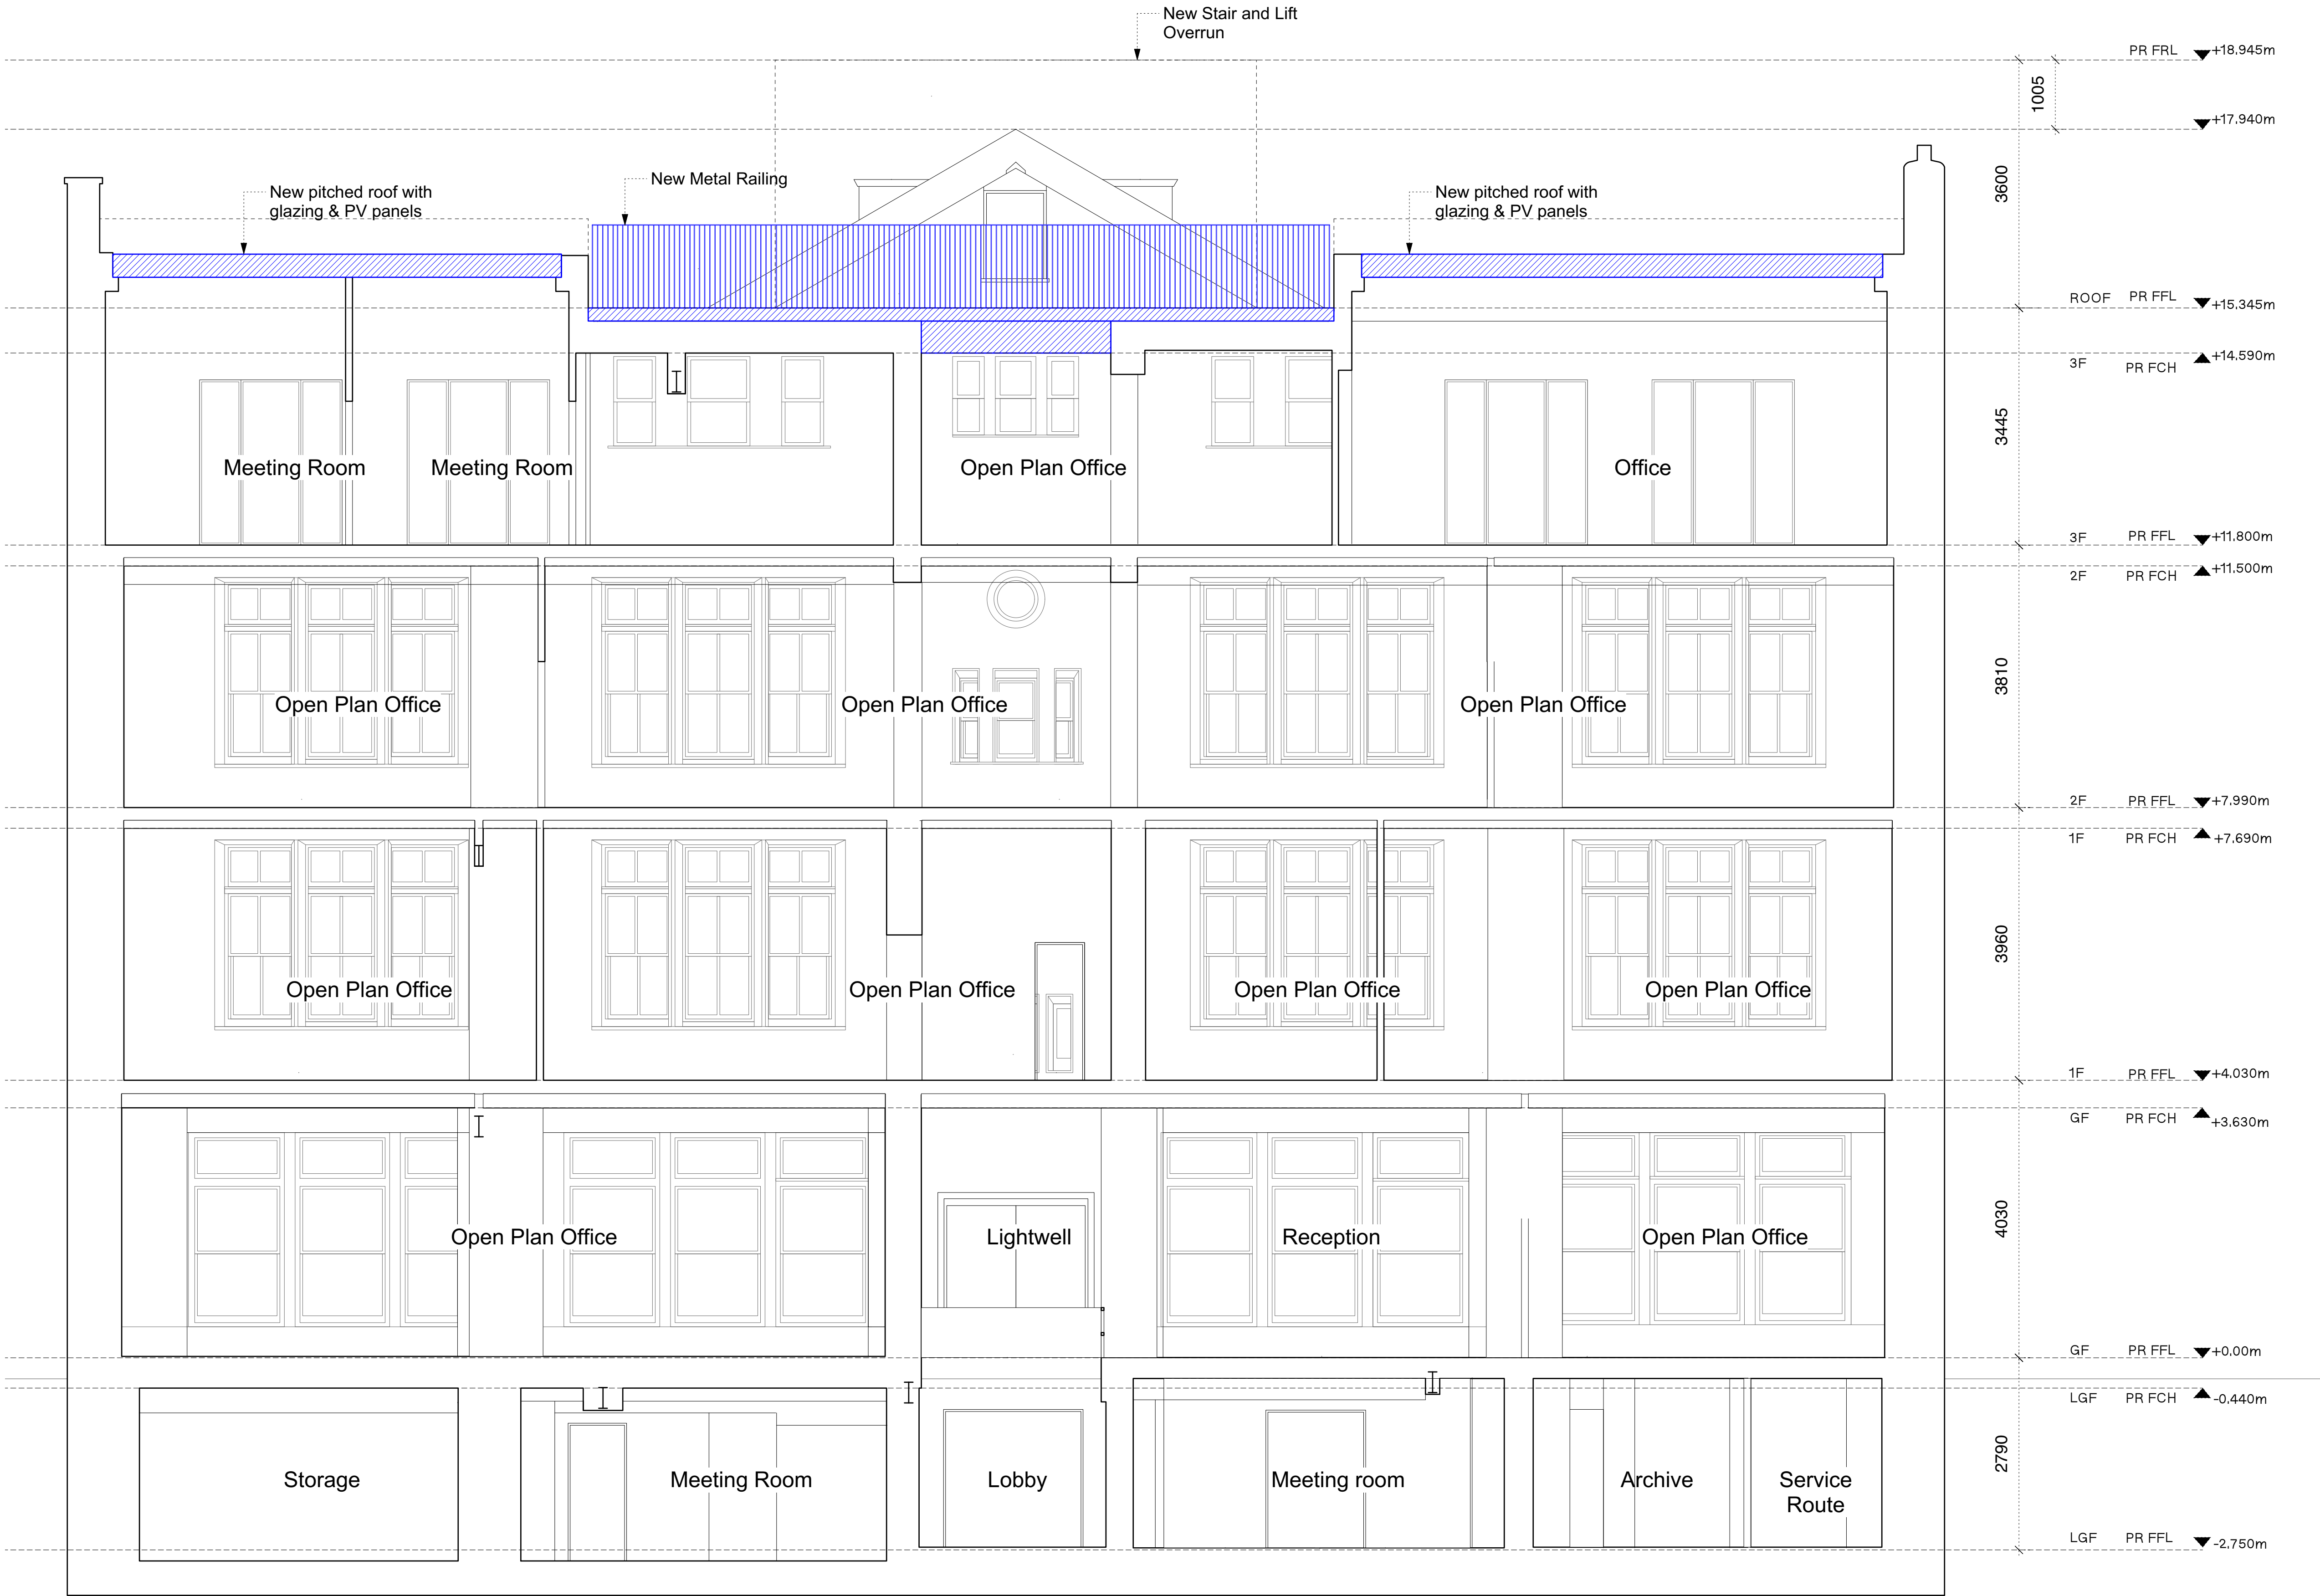 New Stair and Lift
Overrun
PR FRL +18.945m
1005
+17.940m
3600
New Metal Railing
New pitched roof with
glazing & PV panels
New pitched roof with
glazing & PV panels
ROOF PR FFL +15.345m
3F PR FCH +14.590m
3445
Meeting Room Meeting Room Open Plan Office Office
3F PR FFL +11.800m
2F PR FCH +11.500m
3810
Open Plan Office Open Plan Office Open Plan Office
2F PR FFL +7.990m
1F PR FCH +7.690m
3960
Open Plan Office Open Plan Office Open Plan Office Open Plan Office
1F PR FFL +4.030m
GF PR FCH +3.630m
4030
Open Plan Office Lightwell Reception Open Plan Office
GF PR FFL +0.00m
LGF PR FCH -0.440m
2790
Storage Meeting Room Lobby Meeting room Archive Service
Route
LGF PR FFL -2.750m